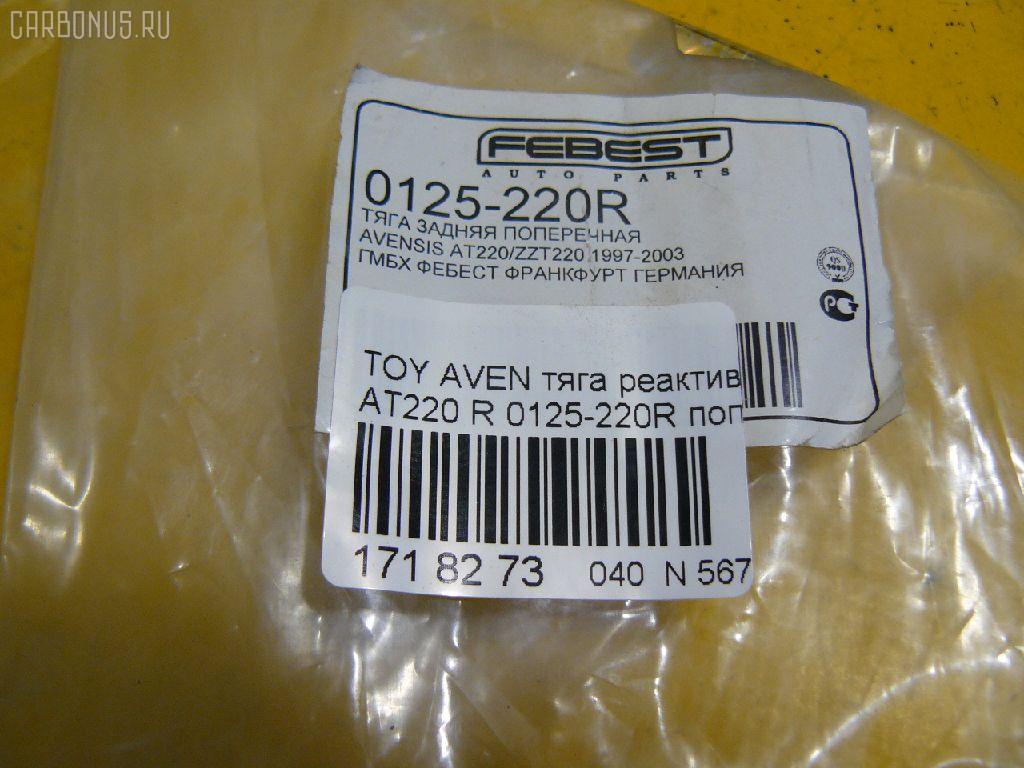 CARBONUS.RU
FEBEST
AUTO PARTS
0125-220R
ТЯГА ЗАДНЯЯ ПОПЕРЕЧНАЯ
AVENSIS AT220/ZZT220 1997-2003
ГМБХ ФЕБЕСТ ФРАНКФУРТ ГЕРМАНИЯ
TOY AVEN тяга реактив
AT220 R 0125-220R поп
171 82 73 040 N 567